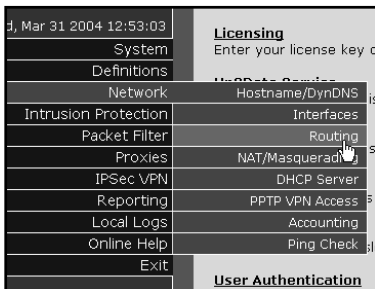 d, Mar 31 2004 12:53:03
System
Definitions
Network
Intrusion Protection
Packet Filter
Proxies
IPSec VPN
Reporting
Local Logs
Online Help
Exit
Hostname/DynDNS
Interfaces
Routing
NAT/Masquerading
DHCP Server
PPTP VPN Access
Accounting
Ping Check
Licensing
Enter your license key
User Authentication